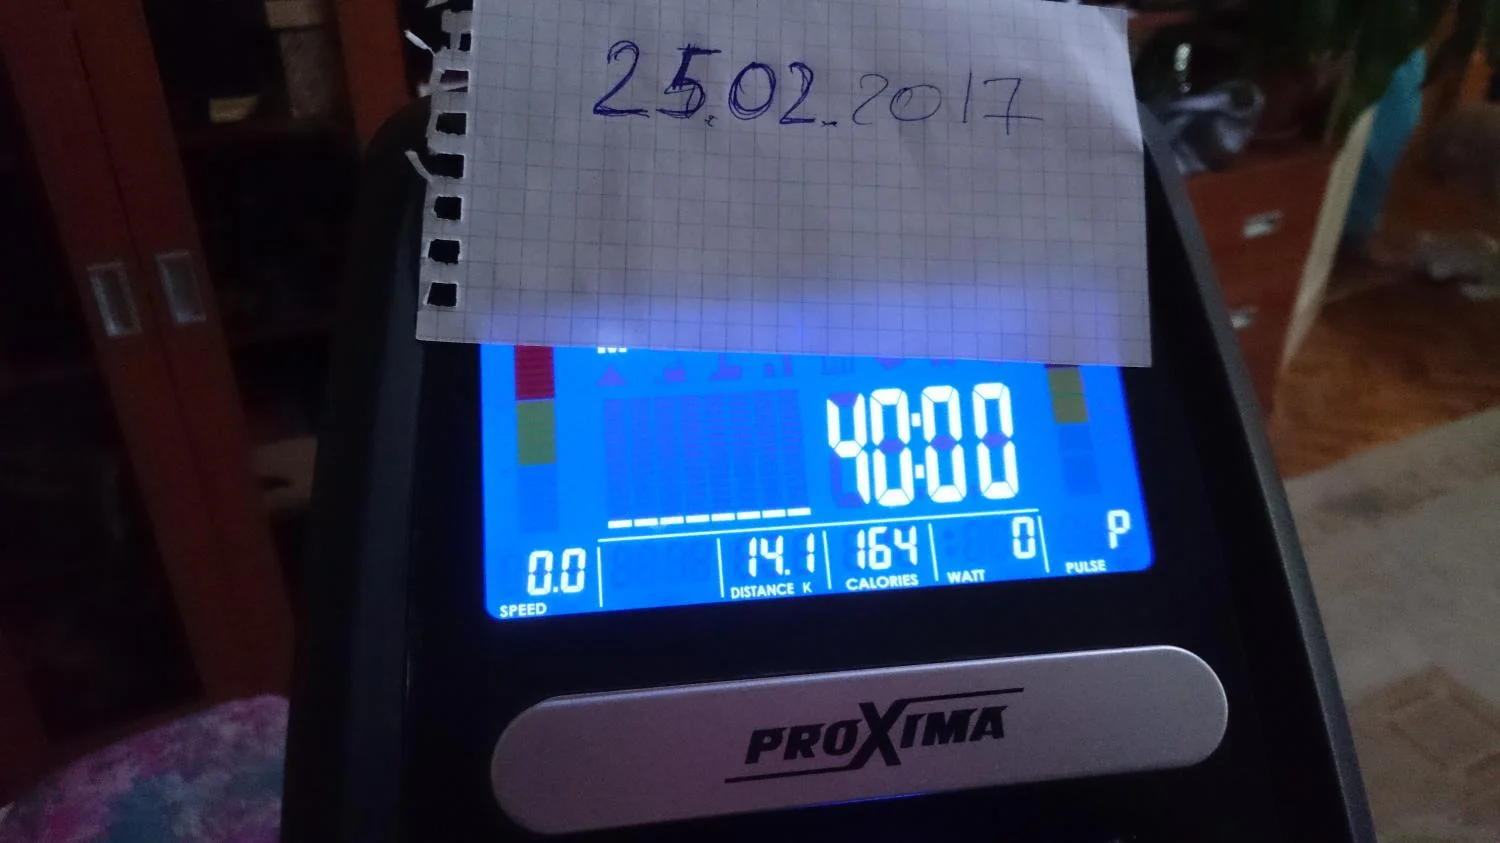 25.02.2017
40:00
0.0 14.1 164 0 P
SPEED DISTANCE K CALORIES WATT PULSE
PROXIMA